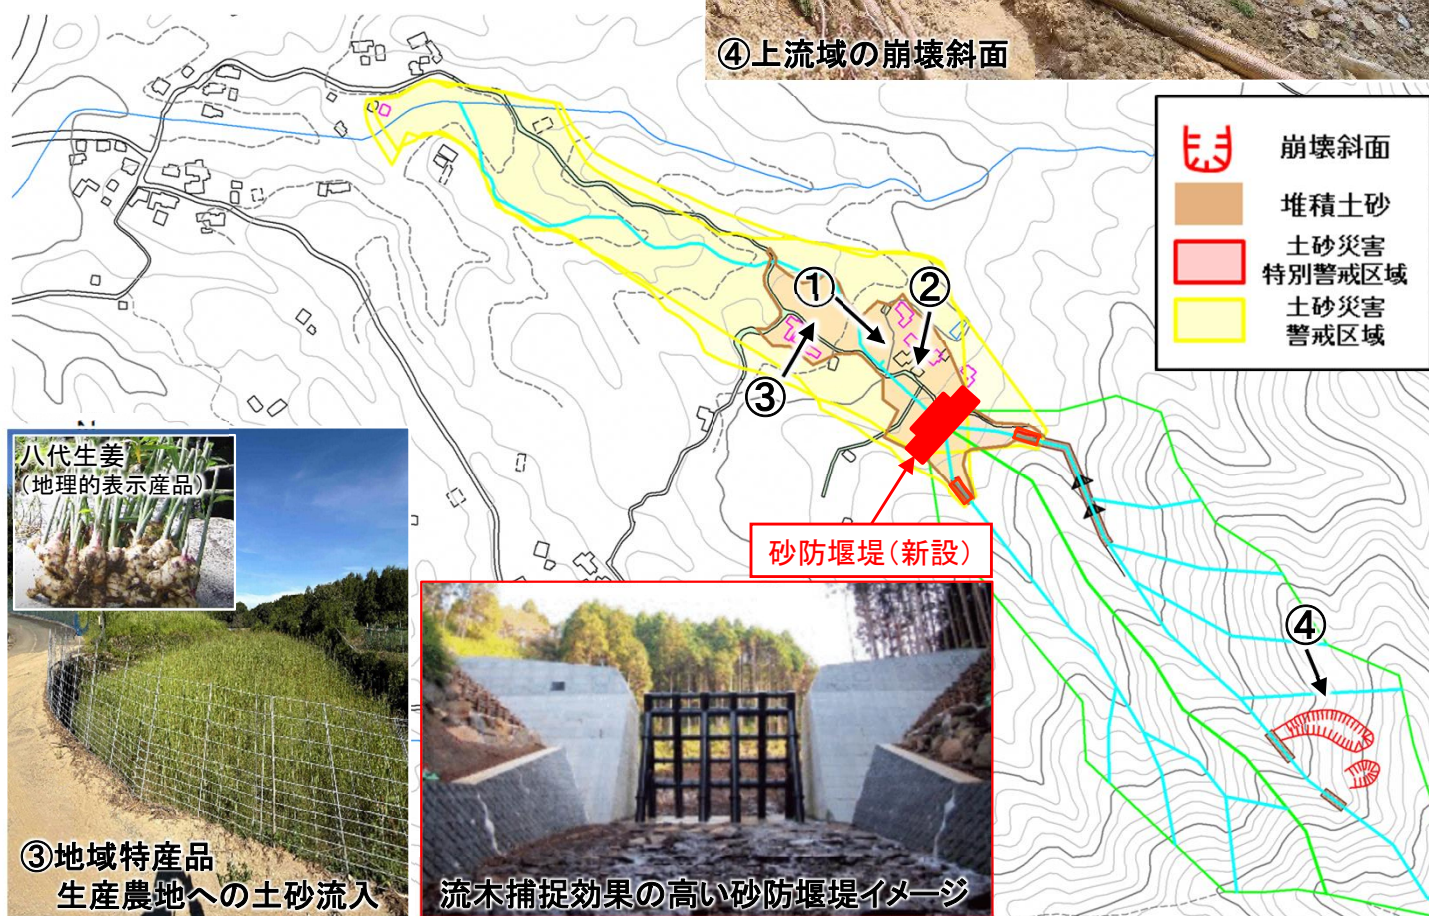 ④上流域の崩壊斜面
崩壊斜面
堆積土砂
土砂災害
特別警戒区域
土砂災害
警戒区域
①
②
③
砂防堰堤(新設)
④
N
八代生姜
(地理的表示産品)
③地域特産品
生産農地への土砂流入
流木捕捉効果の高い砂防堰堤イメージ